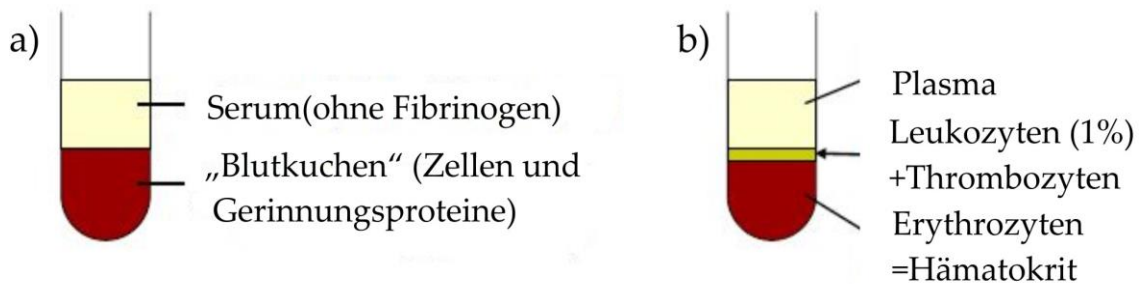 a)
Serum(ohne Fibrinogen)
„Blutkuchen“ (Zellen und
Gerinnungsproteine)
b)
Plasma
Leukozyten (1%)
+Thrombozyten
Erythrozyten
=Hämatokrit